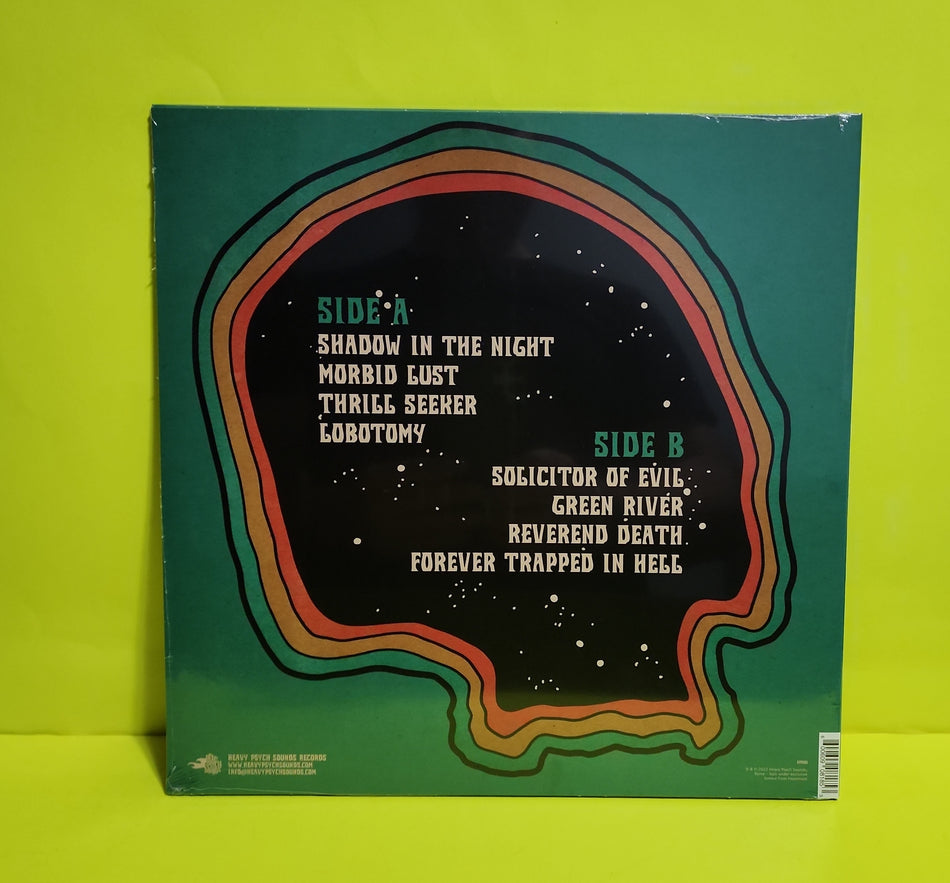 SIDE A
SHADOW IN THE NIGHT
MORBID LUST
THRILL SEEKER
LOBOTOMY
SIDE B
SOLICITOR OF EVIL
GREEN RIVER
REVEREND DEATH
FOREVER TRAPPED IN HELL
HEAVY PSYCH SOUNDS RECORDS
WWW.HEAVYPSYCHSOUNDS.COM
INFO@HEAVYPSYCHSOUNDS.COM